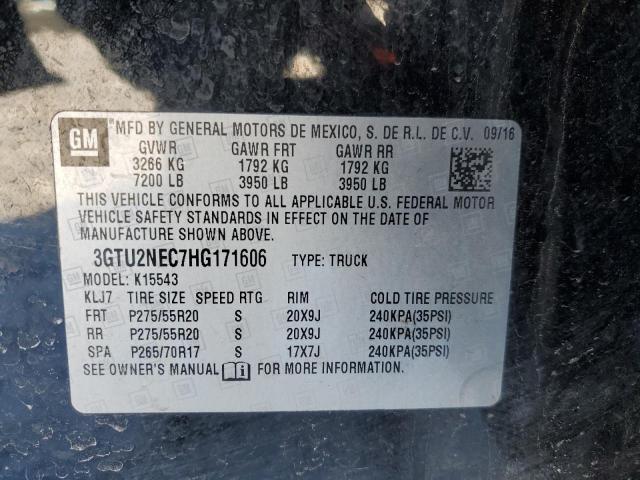 GM
MFD BY GENERAL MOTORS DE MEXICO, S. DE R.L. DE C.V. 09/16
GVWR GAWR FRT GAWR RR
3266 KG 1792 KG 1792 KG
7200 LB 3950 LB 3950 LB
THIS VEHICLE CONFORMS TO ALL APPLICABLE U.S. FEDERAL MOTOR
VEHICLE SAFETY STANDARDS IN EFFECT ON THE DATE OF
MANUFACTURE SHOWN ABOVE.
3GTU2NEC7HG171606 TYPE: TRUCK
MODEL: K15543
KLJ7 TIRE SIZE SPEED RTG RIM COLD TIRE PRESSURE
FRT P275/55R20 S 20X9J 240KPA(35PSI)
RR P275/55R20 S 20X9J 240KPA(35PSI)
SPA P265/70R17 S 17X7J 240KPA(35PSI)
SEE OWNER'S MANUAL FOR MORE INFORMATION.